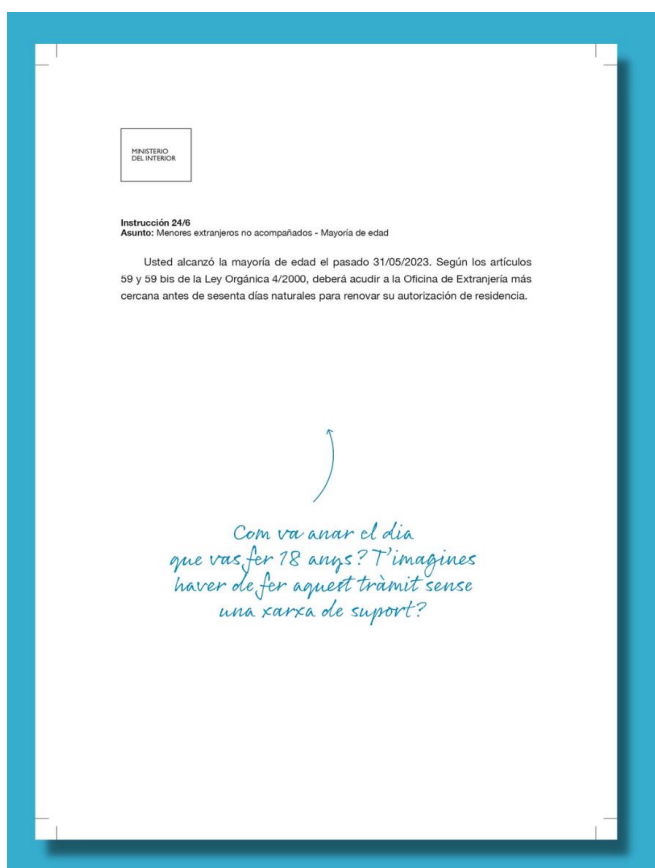 MINISTERIO
DEL INTERIOR
Instrucción 24/6
Asunto: Menores extranjeros no acompañados - Mayoría de edad
Usted alcanzó la mayoría de edad el pasado 31/05/2023. Según los artículos
59 y 59 bis de la Ley Orgánica 4/2000, deberá acudir a la Oficina de Extranjería más
cercana antes de sesenta días naturales para renovar su autorización de residencia.
Com va anar el dia
que vas fer 18 anys? T'imagines
haver de fer aquest tràmit sense
una xarxa de suport?